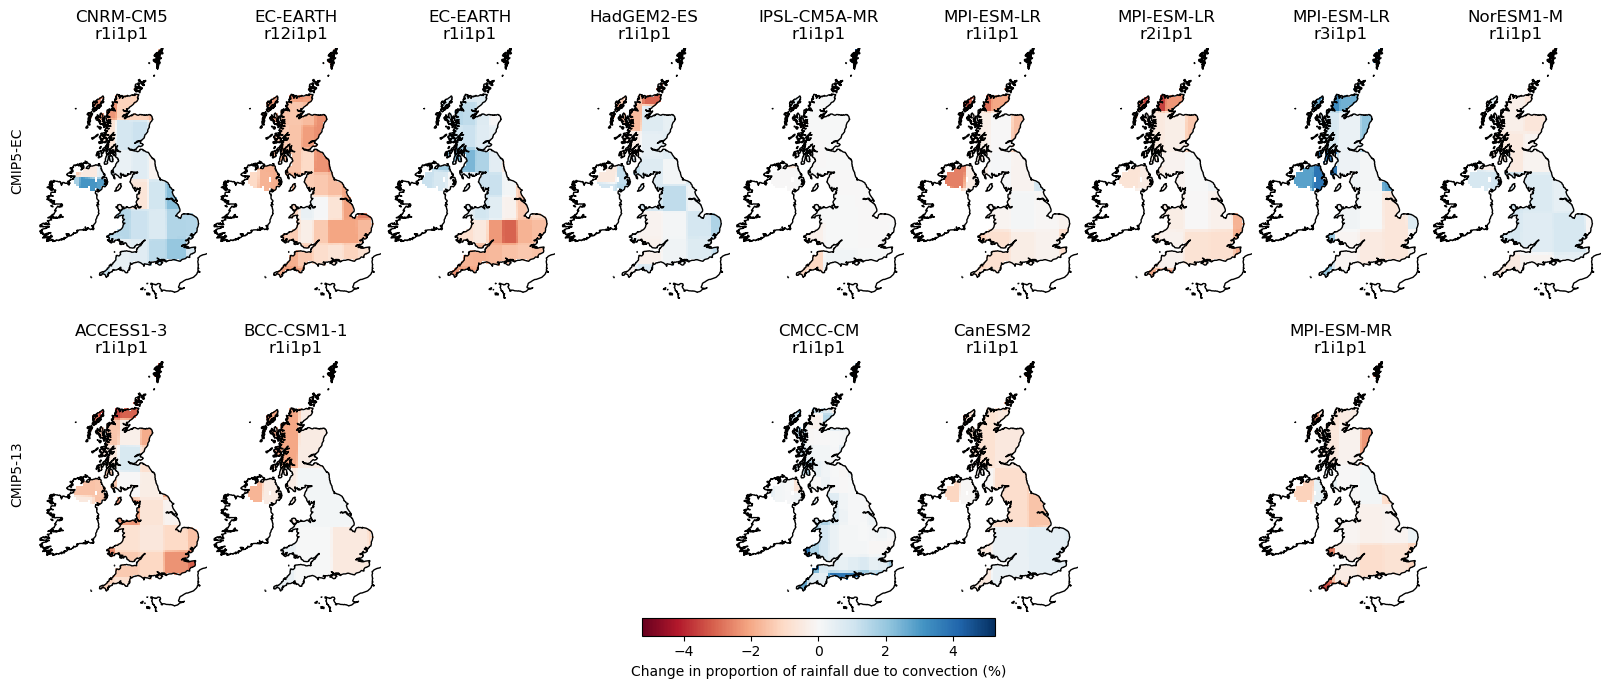 CNRM-CM5
r1i1p1
EC-EARTH
r12i1p1
EC-EARTH
r1i1p1
HadGEM2-ES
r1i1p1
IPSL-CM5A-MR
r1i1p1
MPI-ESM-LR
r1i1p1
MPI-ESM-LR
r2i1p1
MPI-ESM-LR
r3i1p1
NorESM1-M
r1i1p1
CMIP5-EC
ACCESS1-3
r1i1p1
BCC-CSM1-1
r1i1p1
CMCC-CM
r1i1p1
CanESM2
r1i1p1
MPI-ESM-MR
r1i1p1
CMIP5-13
−4 −2 0 2 4
Change in proportion of rainfall due to convection (%)